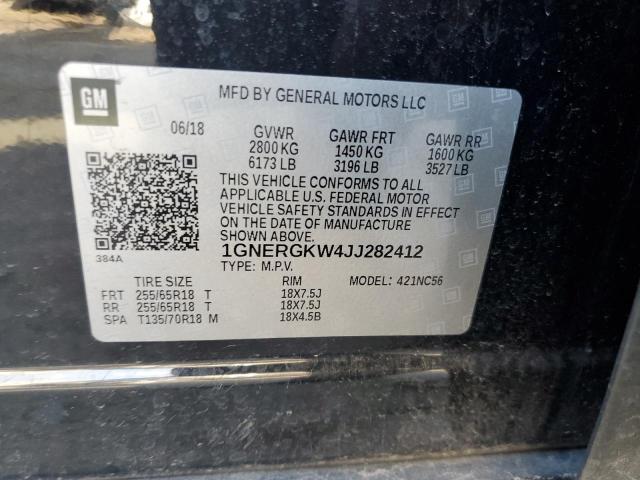 GM
MFD BY GENERAL MOTORS LLC
06/18 GVWR GAWR FRT GAWR RR
2800 KG 1450 KG 1600 KG
6173 LB 3196 LB 3527 LB
THIS VEHICLE CONFORMS TO ALL
APPLICABLE U.S. FEDERAL MOTOR
VEHICLE SAFETY STANDARDS IN EFFECT
ON THE DATE OF MANUFACTURE
SHOWN ABOVE.
384A
1GNERGKW4JJ282412
TYPE: M.P.V. MODEL: 421NC56
TIRE SIZE RIM
FRT 255/65R18 T 18X7.5J
RR 255/65R18 T 18X7.5J
SPA T135/70R18 M 18X4.5B